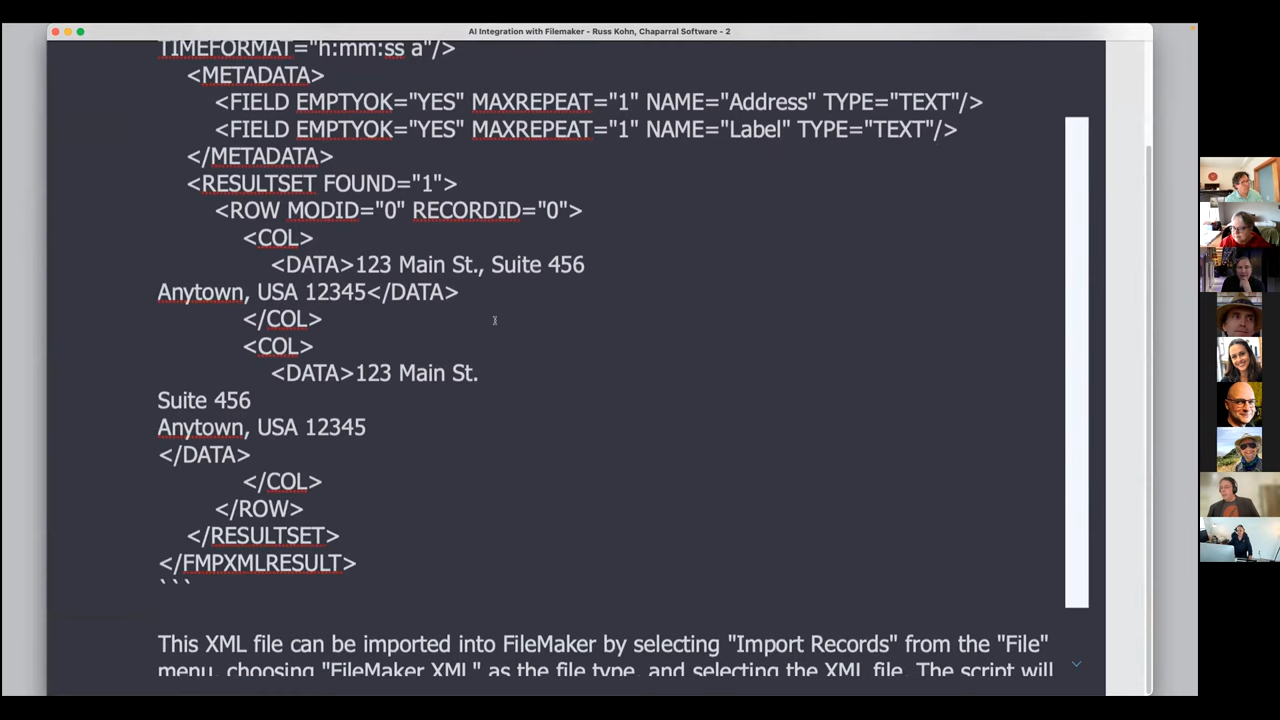 AI Integration with Filemaker - Russ Kohn, Chaparral Software - 2
TIMEFORMAT="h:mm:ss a"/>
<METADATA>
<FIELD EMPTYOK="YES" MAXREPEAT="1" NAME="Address" TYPE="TEXT"/>
<FIELD EMPTYOK="YES" MAXREPEAT="1" NAME="Label" TYPE="TEXT"/>
</METADATA>
<RESULTSET FOUND="1">
<ROW MODID="0" RECORDID="0">
<COL>
<DATA>123 Main St., Suite 456
Anytown, USA 12345</DATA>
</COL>
<COL>
<DATA>123 Main St.
Suite 456
Anytown, USA 12345
</DATA>
</COL>
</ROW>
</RESULTSET>
</FMPXMLRESULT>
```
This XML file can be imported into FileMaker by selecting "Import Records" from the "File"
menu, choosing "FileMaker XML" as the file type, and selecting the XML file. The script will